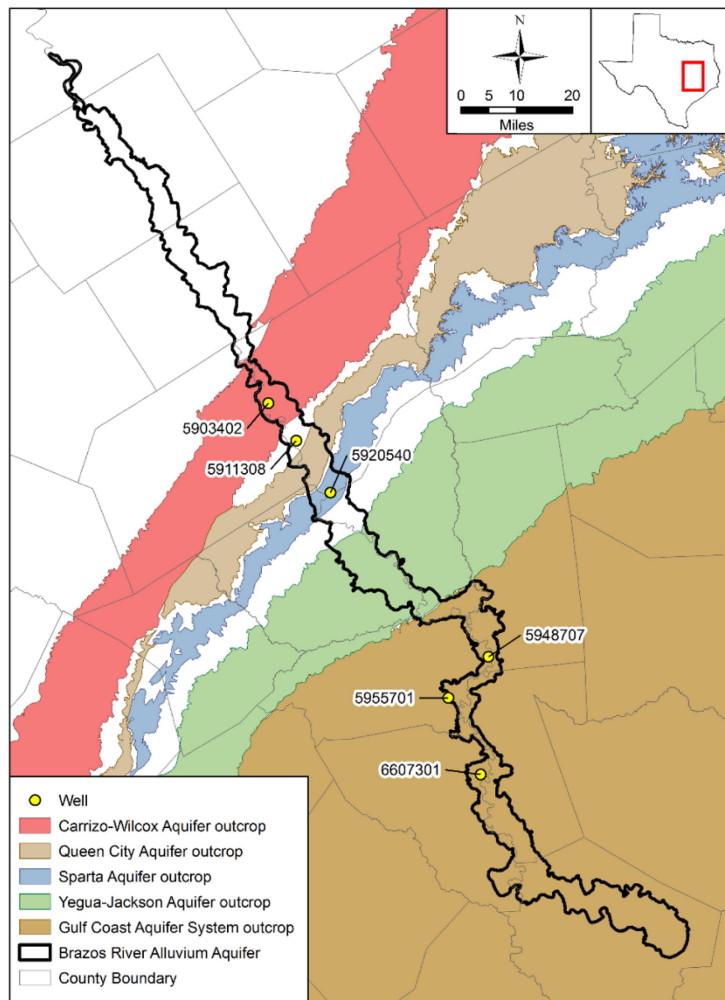 N
0 5 10 20
Miles
5903402
5911308
5920540
5948707
5955701
6607301
Well
Carrizo-Wilcox Aquifer outcrop
Queen City Aquifer outcrop
Sparta Aquifer outcrop
Yegua-Jackson Aquifer outcrop
Gulf Coast Aquifer System outcrop
Brazos River Alluvium Aquifer
County Boundary